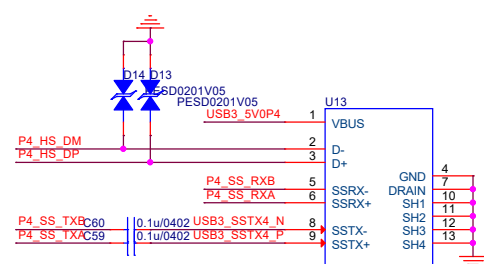 D14 D13
PESD0201V05
PESD0201V05
U13
USB3_5V0P4 1 VBUS
P4_HS_DM 2 D-
P4_HS_DP 3 D+
4 GND
P4_SS_RXB 5 SSRX- 7 DRAIN
P4_SS_RXA 6 SSRX+ 10 SH1
11 SH2
P4_SS_TXB C60 0.1u/0402 USB3_SSTX4_N 8 SSTX- 12 SH3
P4_SS_TXA C59 0.1u/0402 USB3_SSTX4_P 9 SSTX+ 13 SH4